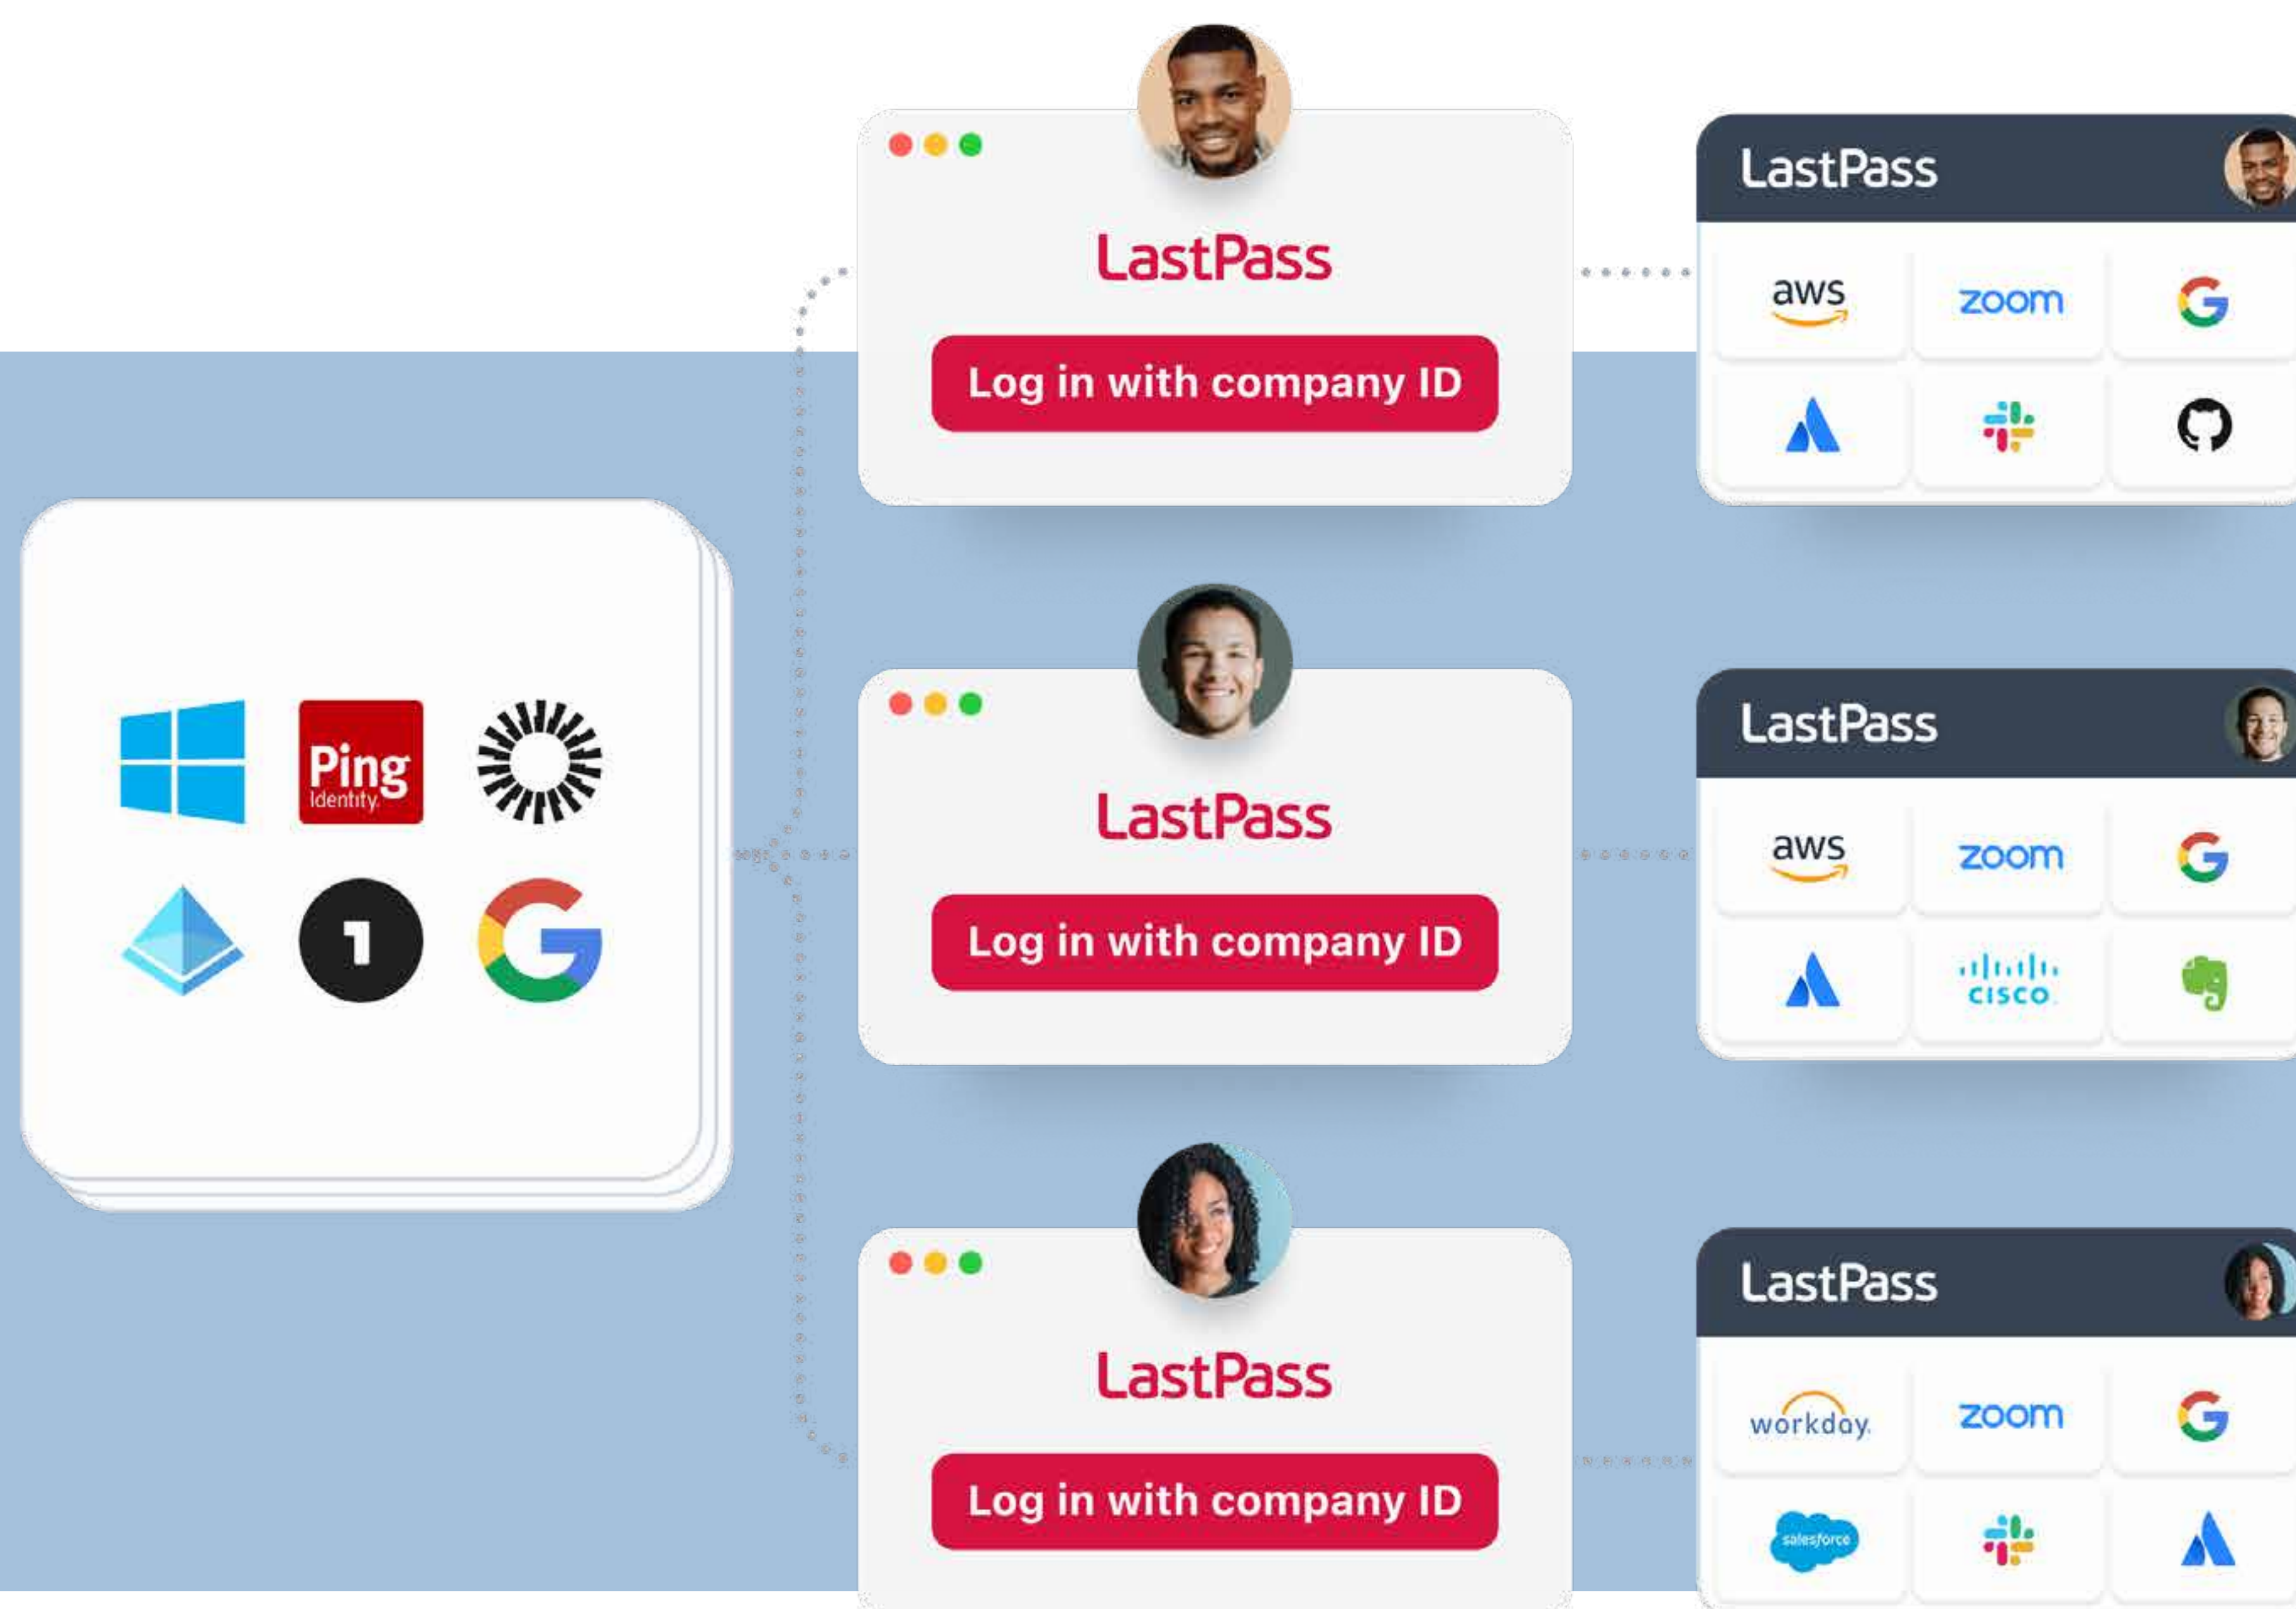 LastPass
Log in with company ID
LastPass
aws
zoom
Ping
Identity.
1
LastPass
Log in with company ID
LastPass
aws
zoom
CISCO
LastPass
Log in with company ID
LastPass
workday.
zoom
salesforce